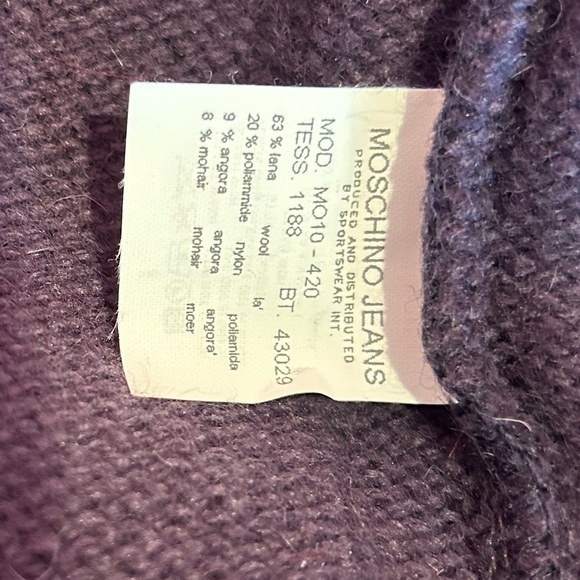 MOSCHINO JEANS
PRODUCED AND DISTRIBUTED
BY SPORTSWEAR INT.
MOD. MO10 - 420
TESS. 1188 BT. 43029
63 % lana wool la'
20 % poliammide nylon poliamida
9 % angora angora angora'
8 % mohair mohair moer